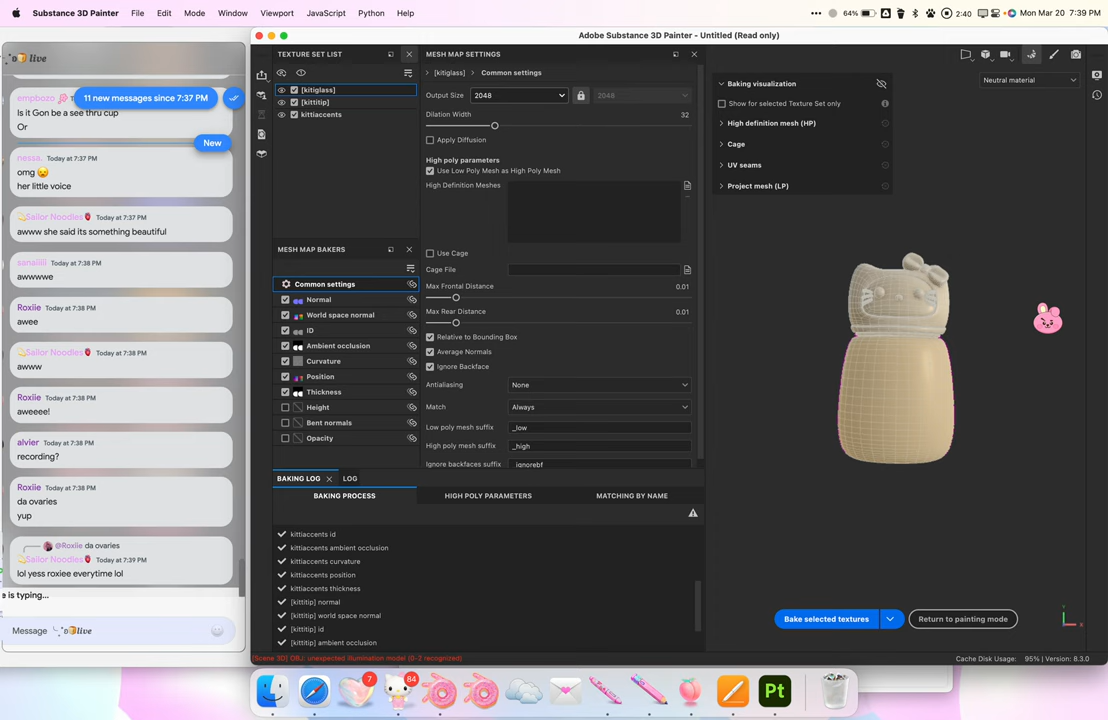 Substance 3D Painter File Edit Mode Window Viewport JavaScript Python Help
64% 2:40 Mon Mar 20 7:39 PM
live
empbozo
11 new messages since 7:37 PM
Is it Gon be a see thru cup
Or
New
nessa. Today at 7:37 PM
omg
her little voice
Sailor Noodles Today at 7:37 PM
awww she said its something beautiful
Today at 7:38 PM
awwwwe
Roxiie Today at 7:38 PM
awee
Sailor Noodles Today at 7:38 PM
awww
Roxiie Today at 7:38 PM
aweeee!
alvier Today at 7:38 PM
recording?
Roxiie Today at 7:38 PM
da ovaries
yup
@Roxiie da ovaries
Sailor Noodles Today at 7:39 PM
lol yess roxiee everytime lol
e is typing...
Message live
Adobe Substance 3D Painter - Untitled (Read only)
TEXTURE SET LIST
[kitiglass]
[kittitip]
kittiaccents
MESH MAP BAKERS
Common settings
Normal
World space normal
ID
Ambient occlusion
Curvature
Position
Thickness
Height
Bent normals
Opacity
MESH MAP SETTINGS
[kitiglass] Common settings
Output Size 2048 2048
Dilation Width 32
Apply Diffusion
High poly parameters
Use Low Poly Mesh as High Poly Mesh
High Definition Meshes
Use Cage
Cage File
Max Frontal Distance 0.01
Max Rear Distance 0.01
Relative to Bounding Box
Average Normals
Ignore Backface
Antialiasing None
Match Always
Low poly mesh suffix _low
High poly mesh suffix _high
Ignore backfaces suffix _ignorebf
BAKING LOG LOG
BAKING PROCESS HIGH POLY PARAMETERS MATCHING BY NAME
kittiaccents id
kittiaccents ambient occlusion
kittiaccents curvature
kittiaccents position
kittiaccents thickness
[kittitip] normal
[kittitip] world space normal
[kittitip] id
[kittitip] ambient occlusion
Baking visualization
Show for selected Texture Set only
High definition mesh (HP)
Cage
UV seams
Project mesh (LP)
Neutral material
Bake selected textures
Return to painting mode
Y
X
[Scene 3D] OBJ: unexpected illumination model (0-2 recognized)
Cache Disk Usage: 95% | Version: 8.3.0
7
84
Pt